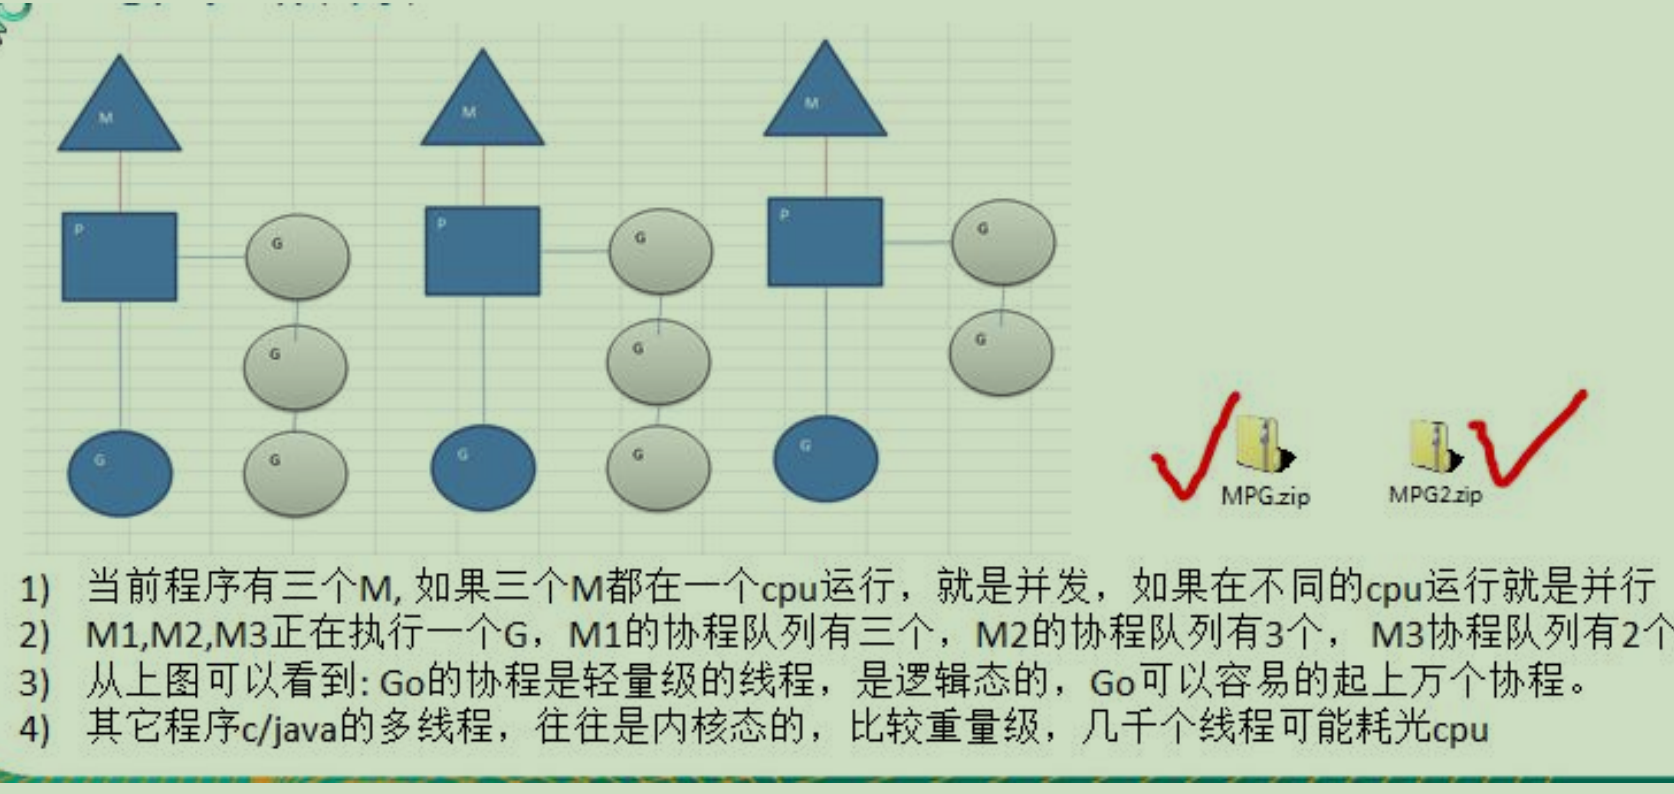 M M M
P G P G P G
G G G
G G G G G
MPG.zip MPG2.zip
1) 当前程序有三个M, 如果三个M都在一个cpu运行，就是并发，如果在不同的cpu运行就是并行
2) M1,M2,M3正在执行一个G，M1的协程队列有三个，M2的协程队列有3个， M3协程队列有2个
3) 从上图可以看到: Go的协程是轻量级的线程，是逻辑态的，Go可以容易的起上万个协程。
4) 其它程序c/java的多线程，往往是内核态的，比较重量级，几千个线程可能耗光cpu